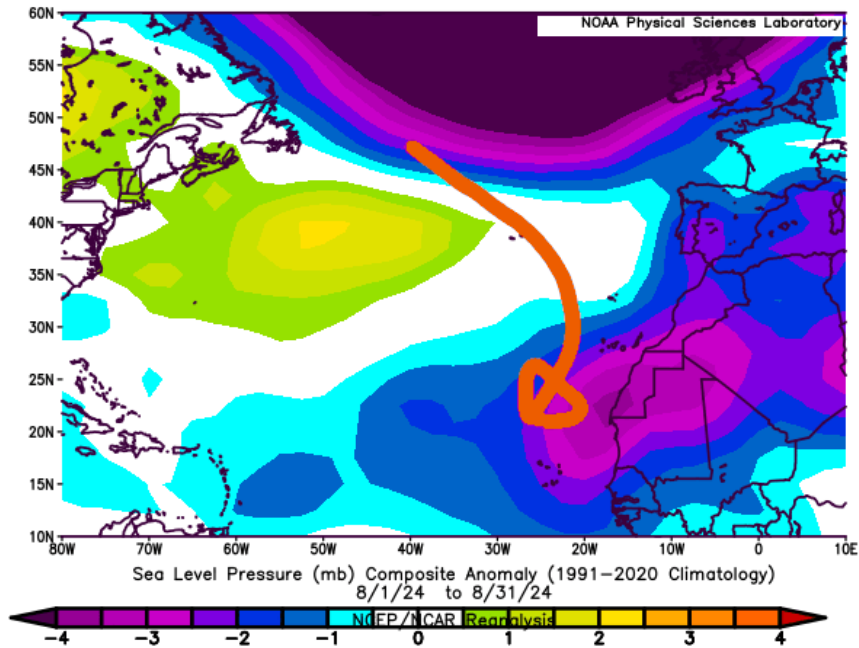 NOAA Physical Sciences Laboratory
60N
55N
50N
45N
40N
35N
30N
25N
20N
15N
10N
80W 70W 60W 50W 40W 30W 20W 10W 0 10E
Sea Level Pressure (mb) Composite Anomaly (1991-2020 Climatology)
8/1/24 to 8/31/24
NCEP/NCAR Reanalysis
-4 -3 -2 -1 0 1 2 3 4